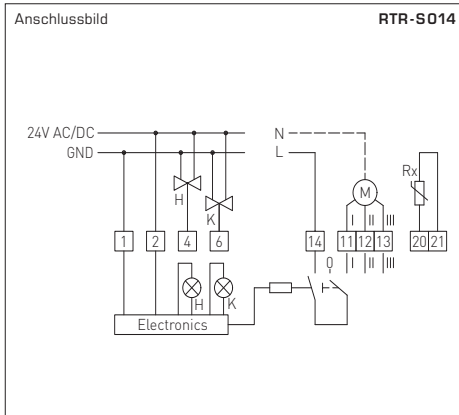 Anschlussbild RTR-S014
24V AC/DC N
GND L
Rx
M
H
K
I II III
1 2 4 6 14 11 12 13 20 21
0 I II III
H K
Electronics